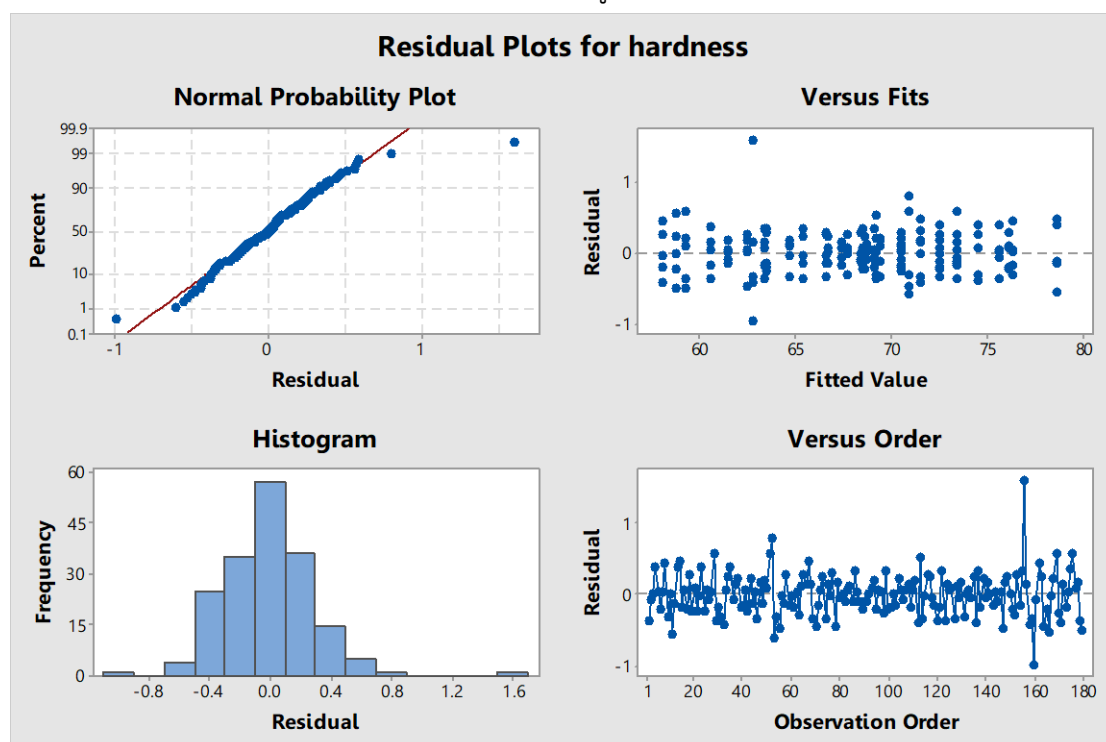 Residual Plots for hardness
Normal Probability Plot
99.9
99
90
50
10
1
0.1
Percent
-1 0 1
Residual
Versus Fits
1
0
-1
Residual
60 65 70 75 80
Fitted Value
Histogram
60
45
30
15
0
Frequency
-0.8 -0.4 0.0 0.4 0.8 1.2 1.6
Residual
Versus Order
1
0
-1
Residual
1 20 40 60 80 100 120 140 160 180
Observation Order